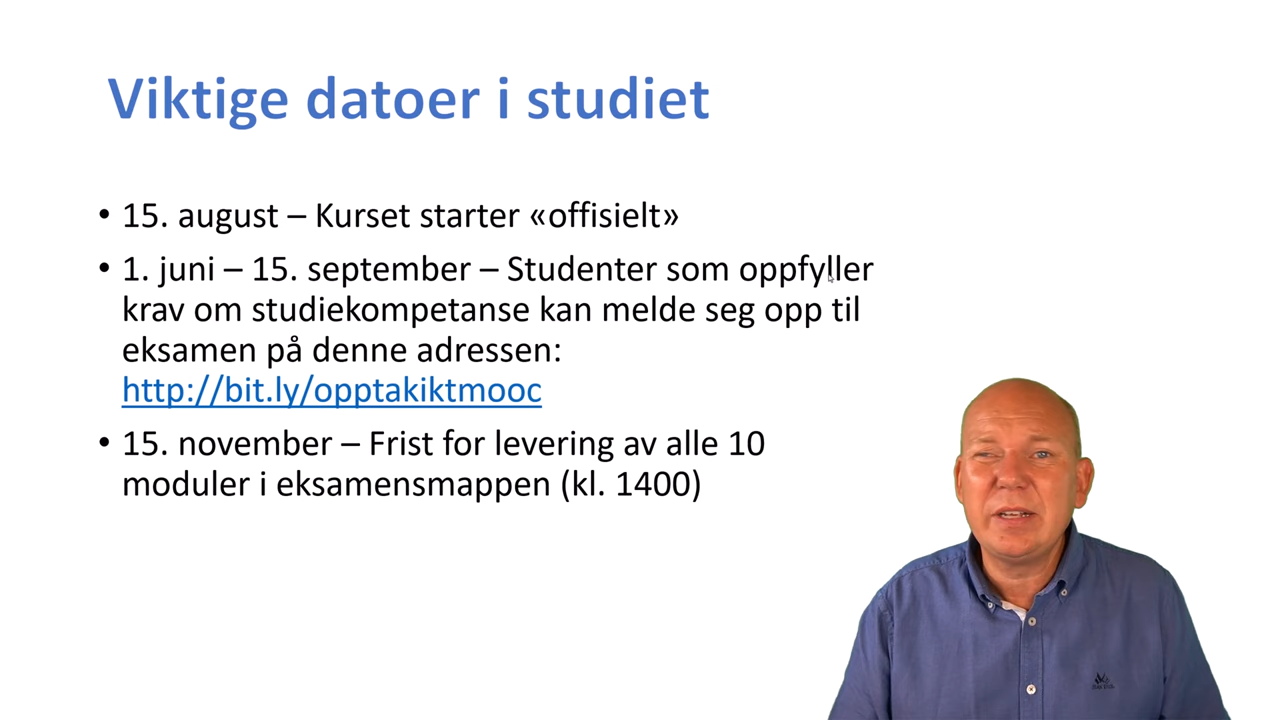 Viktige datoer i studiet
• 15. august – Kurset starter «offisielt»
• 1. juni – 15. september – Studenter som oppfyller
krav om studiekompetanse kan melde seg opp til
eksamen på denne adressen:
http://bit.ly/opptakiktmooc
• 15. november – Frist for levering av alle 10
moduler i eksamensmappen (kl. 1400)